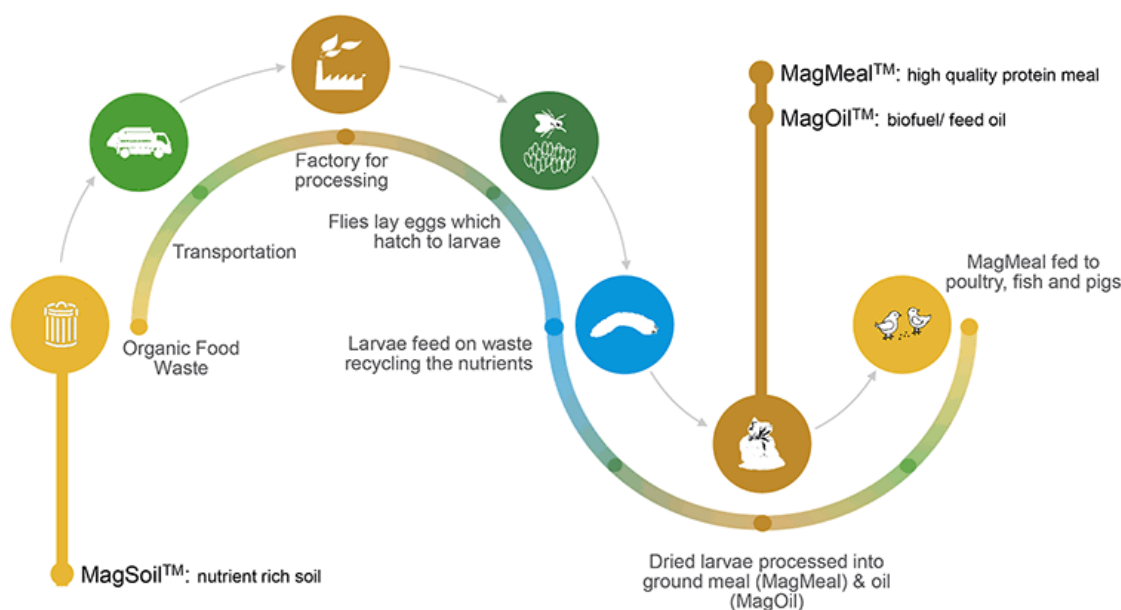 MagMeal™: high quality protein meal
MagOil™: biofuel/ feed oil
Factory for
processing
Flies lay eggs which
hatch to larvae
Transportation
MagMeal fed to
poultry, fish and pigs
Organic Food
Waste
Larvae feed on waste
recycling the nutrients
MagSoil™: nutrient rich soil
Dried larvae processed into
ground meal (MagMeal) & oil
(MagOil)